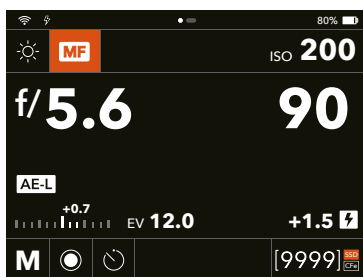 80%
MF ISO 200
f/5.6 90
AE-L
+0.7 EV 12.0 +1.5
M [9999] SSD
CFe